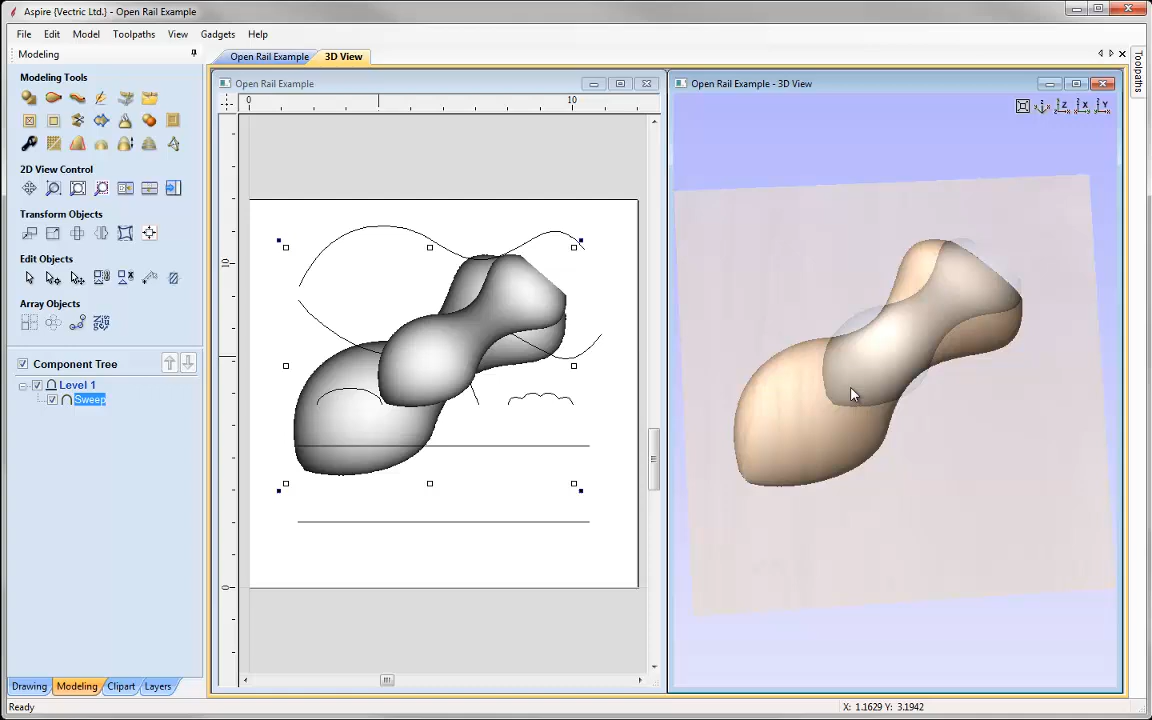 Aspire {Vectric Ltd.} - Open Rail Example
File Edit Model Toolpaths View Gadgets Help
Modeling
Open Rail Example 3D View
Toolpaths
Modeling Tools
2D View Control
Transform Objects
Edit Objects
Array Objects
Component Tree
Level 1
Sweep
Open Rail Example
0 10
10
0
Open Rail Example - 3D View
Z X Y
Drawing Modeling Clipart Layers
Ready
X: 1.1629 Y: 3.1942